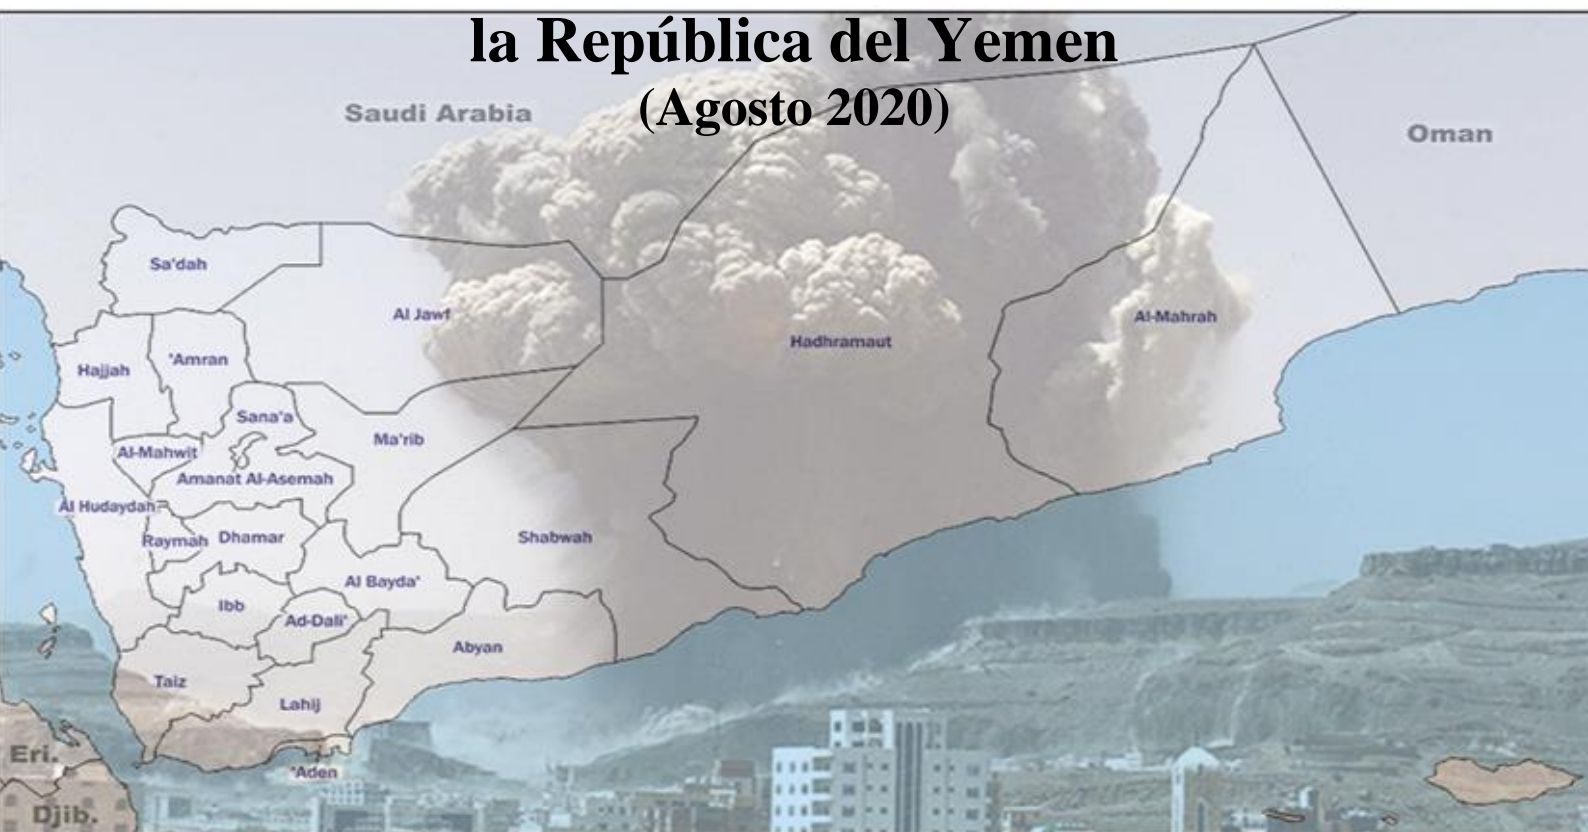 la República del Yemen
(Agosto 2020)
Saudi Arabia
Oman
Sa'dah
Al Jawf
Al-Mahrah
Hadhramaut
'Amran
Hajjah
Sana'a
Ma'rib
Al-Mahwit
Amanat Al-Asemah
Al Hudaydah
Raymah
Dhamar
Shabwah
Al Bayda'
Ibb
Ad-Dali'
Abyan
Taiz
Lahij
Eri.
'Aden
Djib.